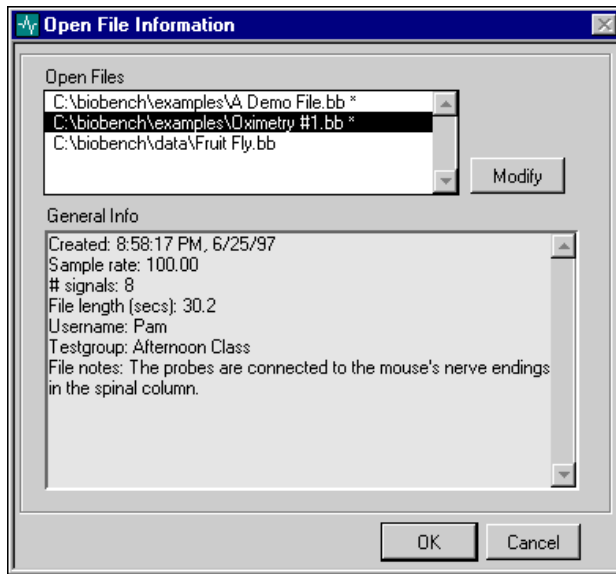 Open File Information
Open Files
C:\biobench\examples\A Demo File.bb *
C:\biobench\examples\Oximetry #1.bb *
C:\biobench\data\Fruit Fly.bb
Modify
General Info
Created: 8:58:17 PM, 6/25/97
Sample rate: 100.00
# signals: 8
File length (secs): 30.2
Username: Pam
Testgroup: Afternoon Class
File notes: The probes are connected to the mouse's nerve endings
in the spinal column.
OK
Cancel